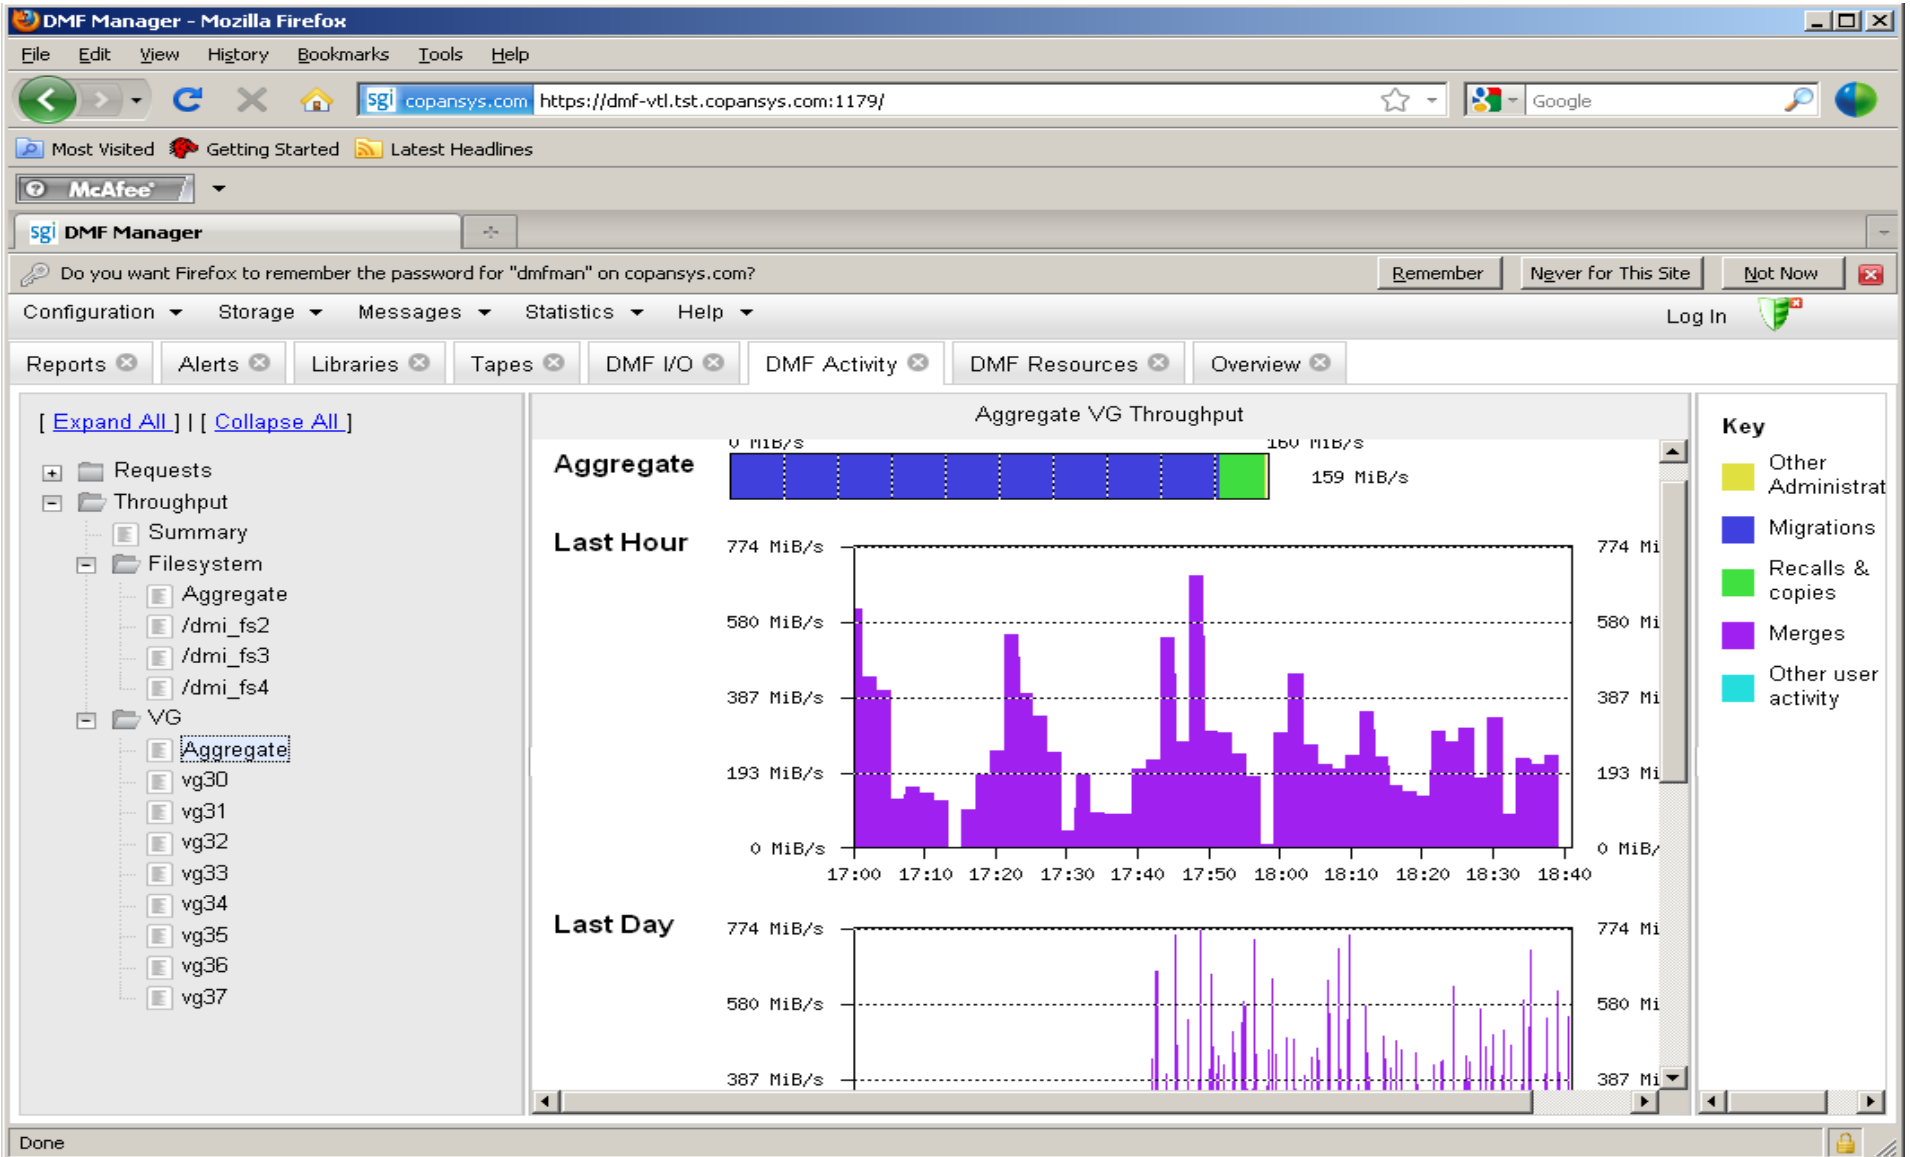 DMF Manager - Mozilla Firefox
File Edit View History Bookmarks Tools Help
sgi copansys.com https://dmf-vtl.tst.copansys.com:1179/ Google
Most Visited Getting Started Latest Headlines
McAfee
sgi DMF Manager
Do you want Firefox to remember the password for "dmfman" on copansys.com? Remember Never for This Site Not Now
Configuration Storage Messages Statistics Help Log In
Reports Alerts Libraries Tapes DMF I/O DMF Activity DMF Resources Overview
[ Expand All ] | [ Collapse All ]
Requests
Throughput
Summary
Filesystem
Aggregate
/dmi_fs2
/dmi_fs3
/dmi_fs4
VG
Aggregate
vg30
vg31
vg32
vg33
vg34
vg35
vg36
vg37
Aggregate VG Throughput
0 MiB/s 160 MiB/s
Aggregate 159 MiB/s
Last Hour
774 MiB/s 774 Mi
580 MiB/s 580 Mi
387 MiB/s 387 Mi
193 MiB/s 193 Mi
0 MiB/s 0 MiB/
17:00 17:10 17:20 17:30 17:40 17:50 18:00 18:10 18:20 18:30 18:40
Last Day
774 MiB/s 774 Mi
580 MiB/s 580 Mi
387 MiB/s 387 Mi
Key
Other
Administrat
Migrations
Recalls &
copies
Merges
Other user
activity
Done